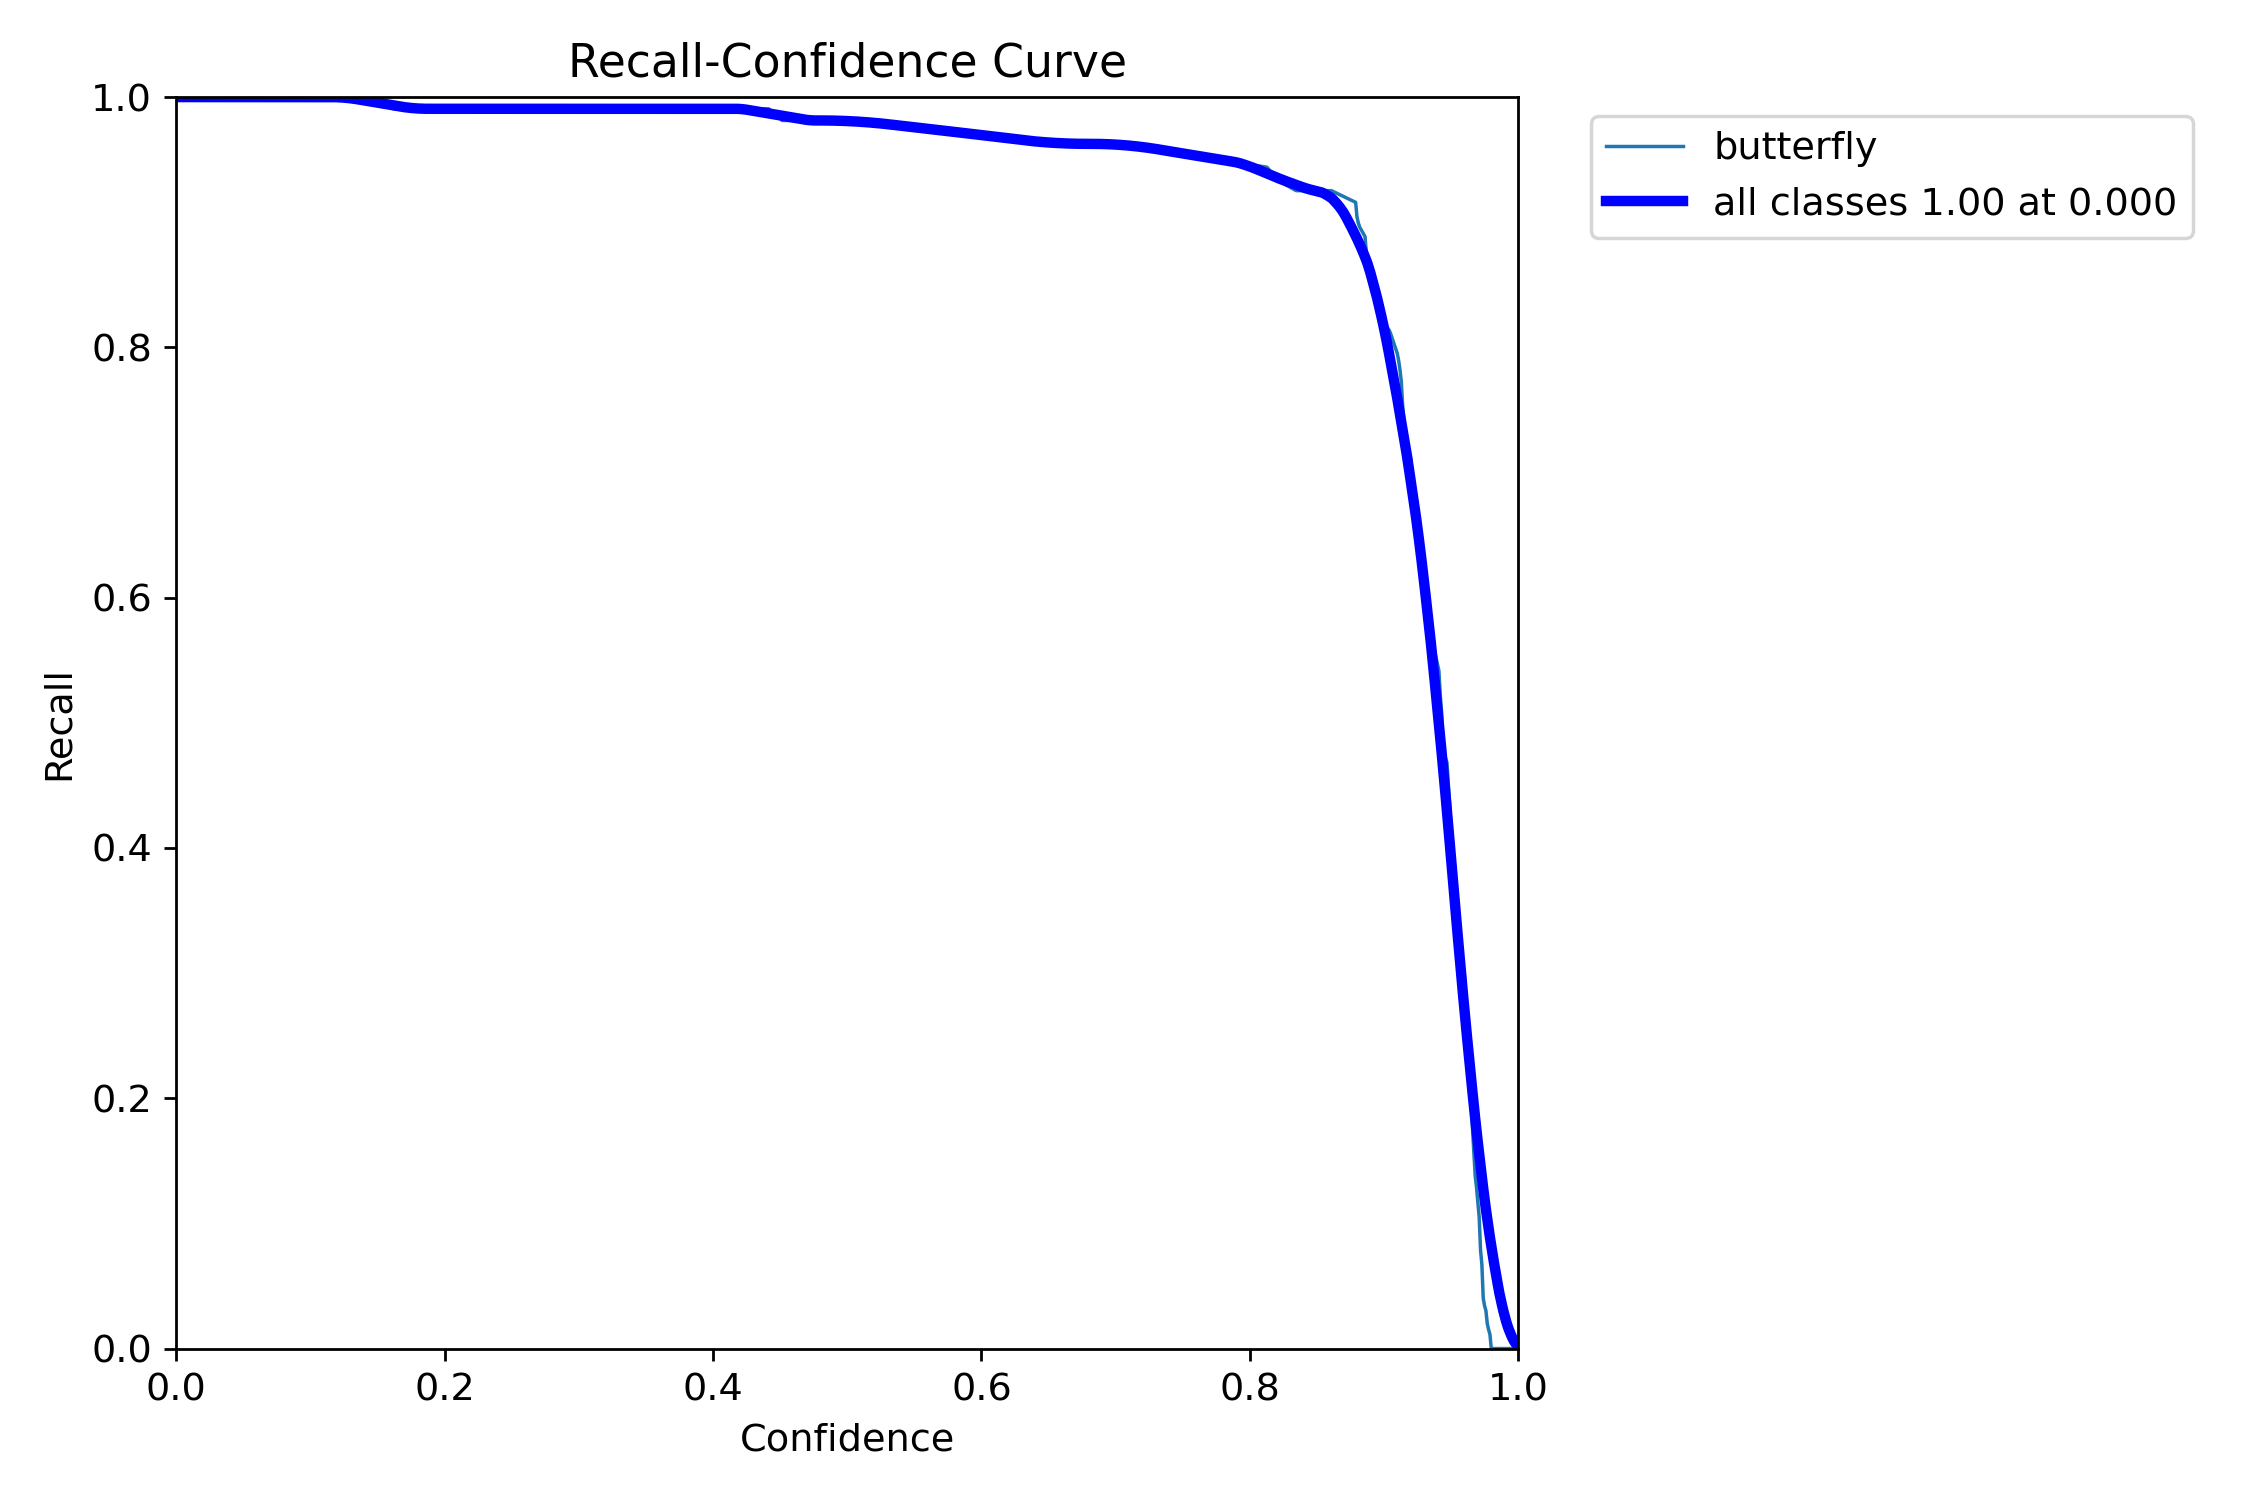 Recall-Confidence Curve
1.0
0.8
0.6
0.4
0.2
0.0
Recall
0.0 0.2 0.4 0.6 0.8 1.0
Confidence
butterfly
all classes 1.00 at 0.000